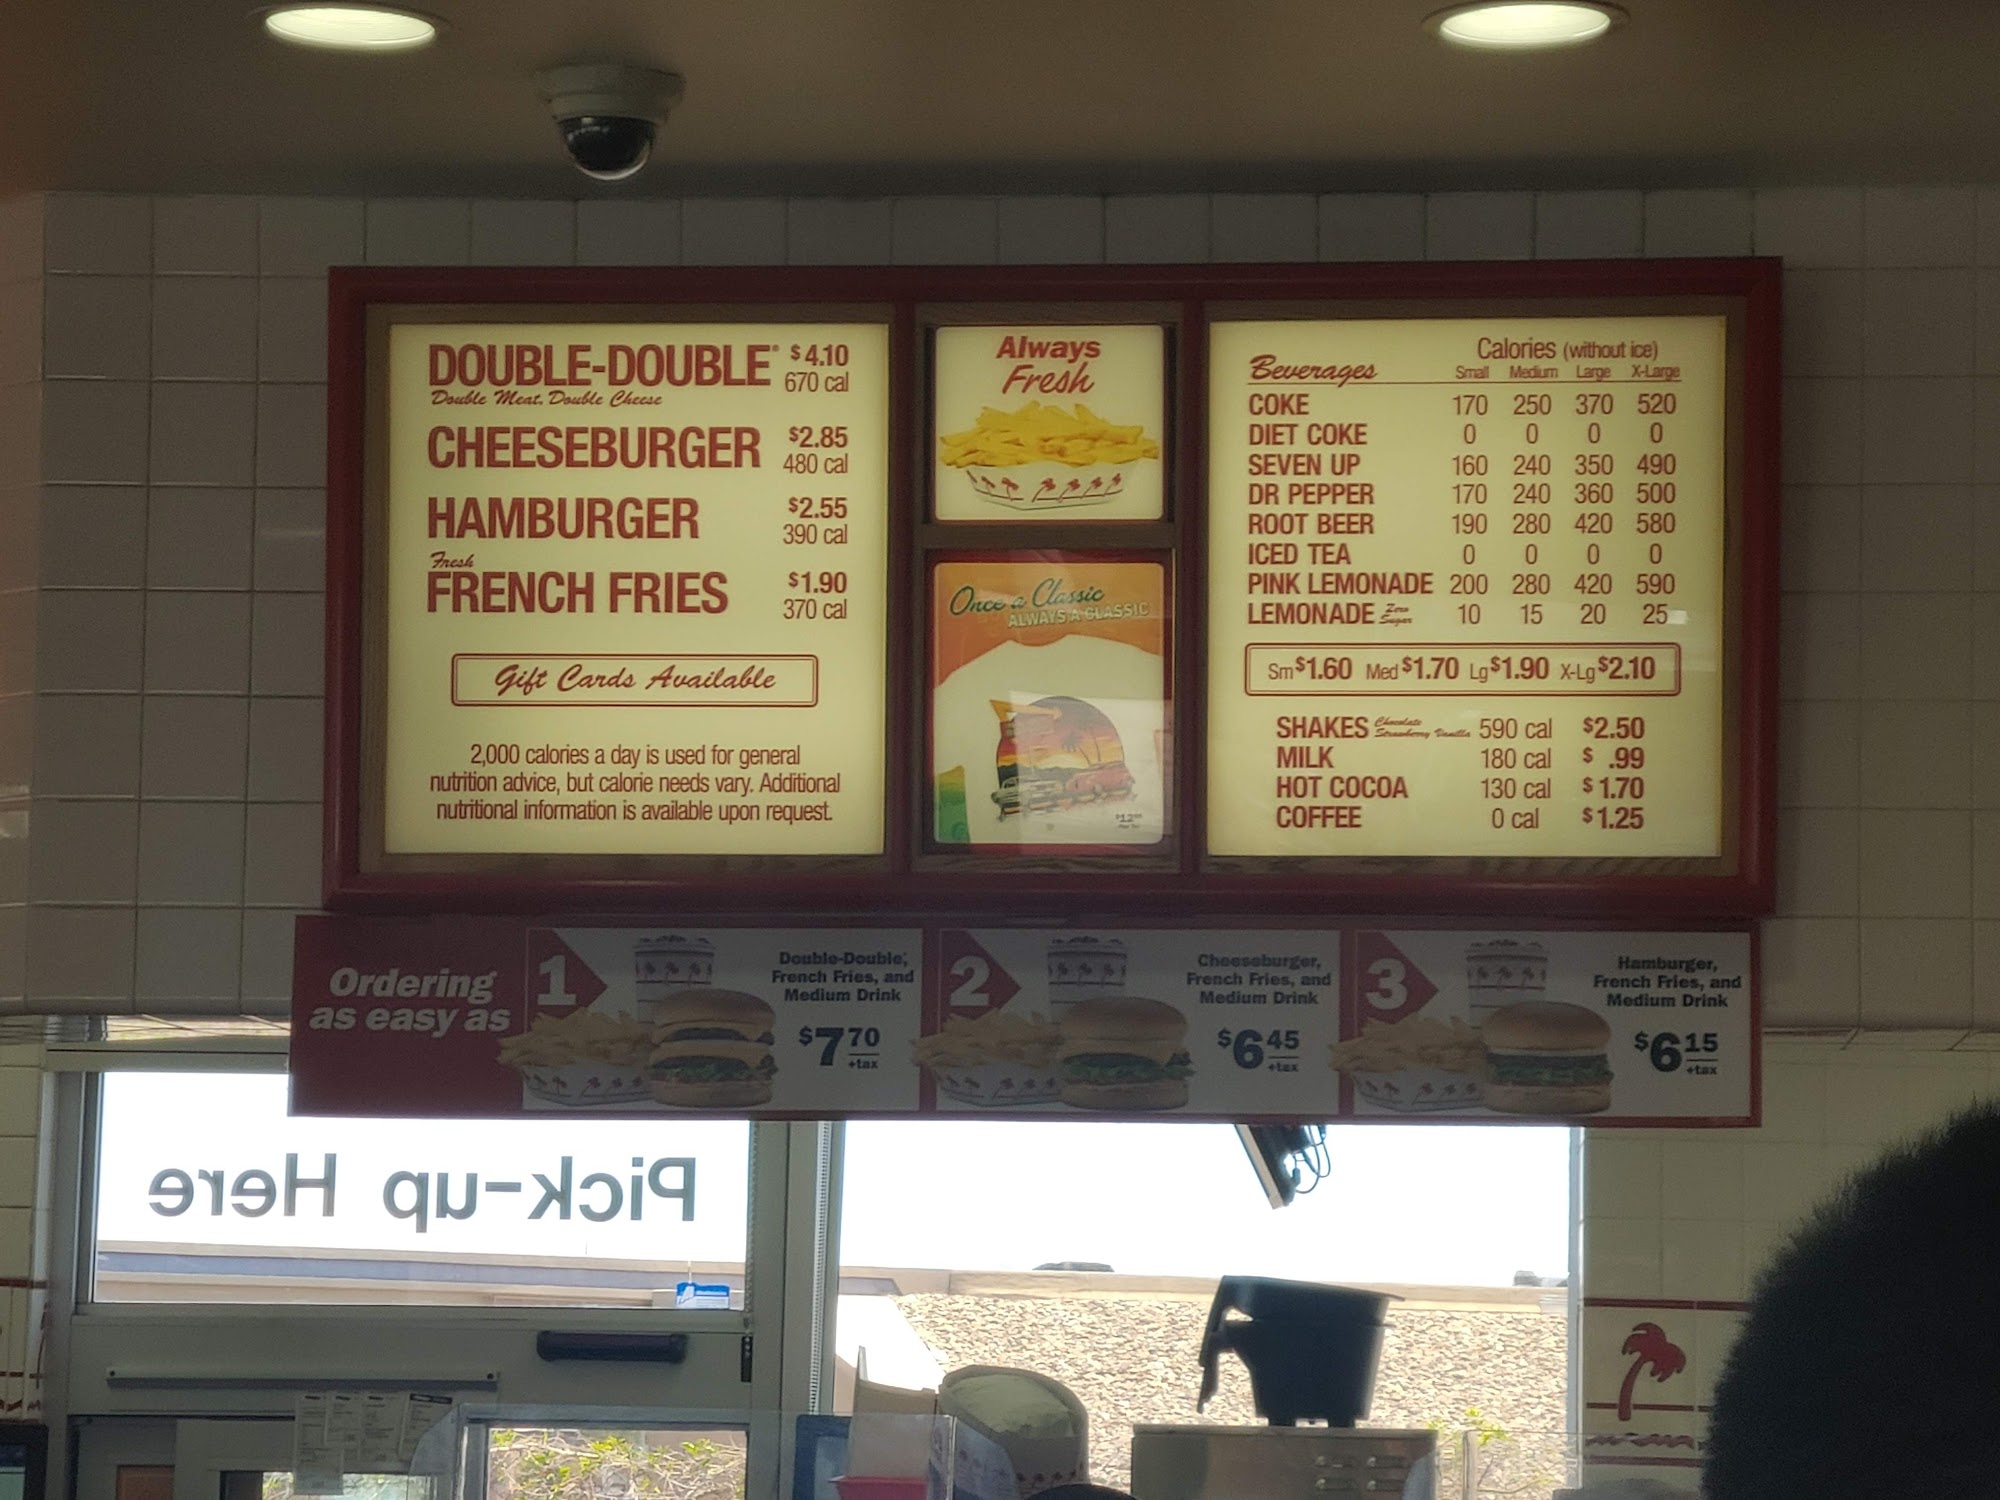 DOUBLE-DOUBLE® $4.10
Double Meat. Double Cheese 670 cal
CHEESEBURGER $2.85
480 cal
HAMBURGER $2.55
390 cal
Fresh
FRENCH FRIES $1.90
370 cal
Gift Cards Available
2,000 calories a day is used for general
nutrition advice, but calorie needs vary. Additional
nutritional information is available upon request.
Always
Fresh
Once a Classic
ALWAYS A CLASSIC
Calories (without ice)
Beverages Small Medium Large X-Large
COKE 170 250 370 520
DIET COKE 0 0 0 0
SEVEN UP 160 240 350 490
DR PEPPER 170 240 360 500
ROOT BEER 190 280 420 580
ICED TEA 0 0 0 0
PINK LEMONADE 200 280 420 590
LEMONADE Zero Sugar 10 15 20 25
Sm $1.60 Med $1.70 Lg $1.90 X-Lg $2.10
SHAKES Chocolate Strawberry Vanilla 590 cal $2.50
MILK 180 cal $ .99
HOT COCOA 130 cal $1.70
COFFEE 0 cal $1.25
Ordering
as easy as
1
Double-Double,
French Fries, and
Medium Drink
$7.70
+tax
2
Cheeseburger,
French Fries, and
Medium Drink
$6.45
+tax
3
Hamburger,
French Fries, and
Medium Drink
$6.15
+tax
Pick-up Here